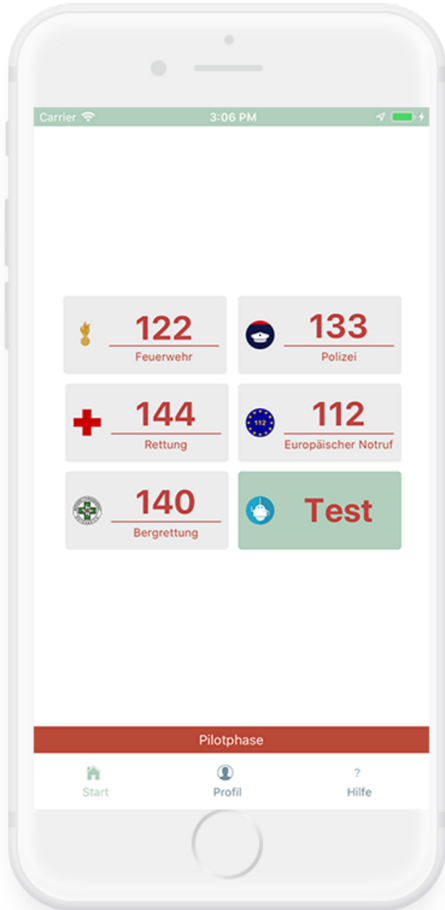 Carrier 3:06 PM
122
Feuerwehr
133
Polizei
144
Rettung
112
112
Europäischer Notruf
140
Bergrettung
Test
Pilotphase
Start Profil ? Hilfe